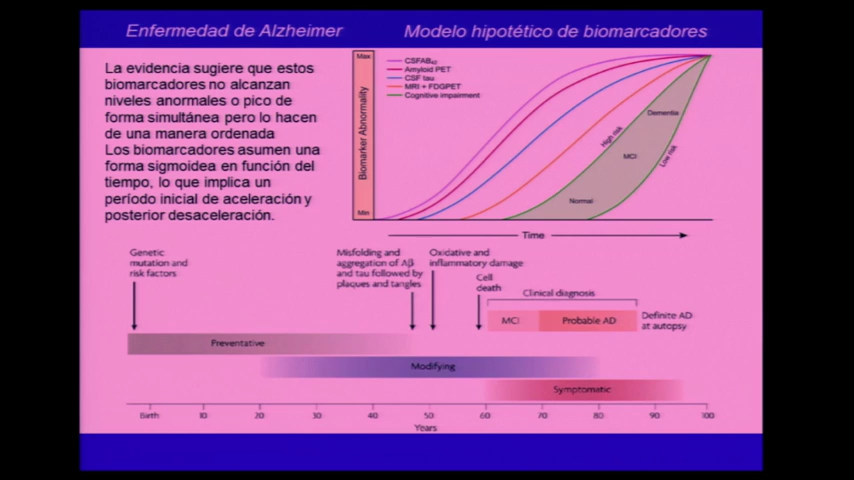 Enfermedad de Alzheimer
Modelo hipotético de biomarcadores
La evidencia sugiere que estos
biomarcadores no alcanzan
niveles anormales o pico de
forma simultánea pero lo hacen
de una manera ordenada
Los biomarcadores asumen una
forma sigmoidea en función del
tiempo, lo que implica un
período inicial de aceleración y
posterior desaceleración.
Max
Biomarker Abnormality
Min
CSFAB42
Amyloid PET
CSF tau
MRI + FDGPET
Cognitive impairment
High risk
Dementia
MCI
Low risk
Normal
Time
Genetic
mutation and
risk factors
Misfolding and
aggregation of Aβ
and tau followed by
plaques and tangles
Oxidative and
inflammatory damage
Cell
death
Clinical diagnosis
MCI
Probable AD
Definite AD
at autopsy
Preventative
Modifying
Symptomatic
Birth 10 20 30 40 50 60 70 80 90 100
Years